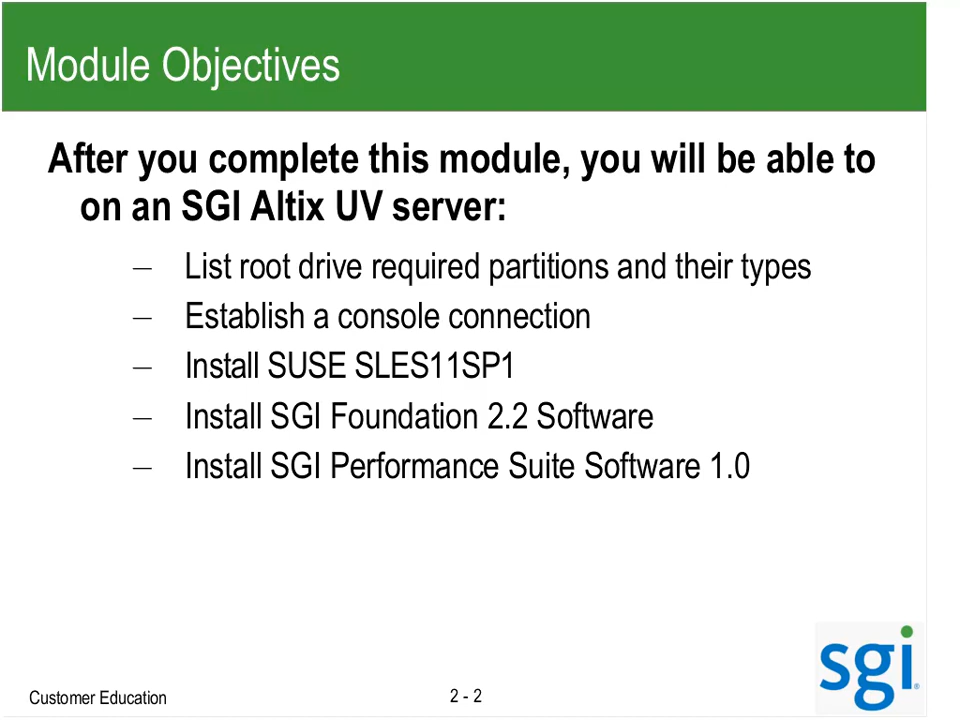 Module Objectives
After you complete this module, you will be able to
on an SGI Altix UV server:
– List root drive required partitions and their types
– Establish a console connection
– Install SUSE SLES11SP1
– Install SGI Foundation 2.2 Software
– Install SGI Performance Suite Software 1.0
sgi®
Customer Education
2 - 2